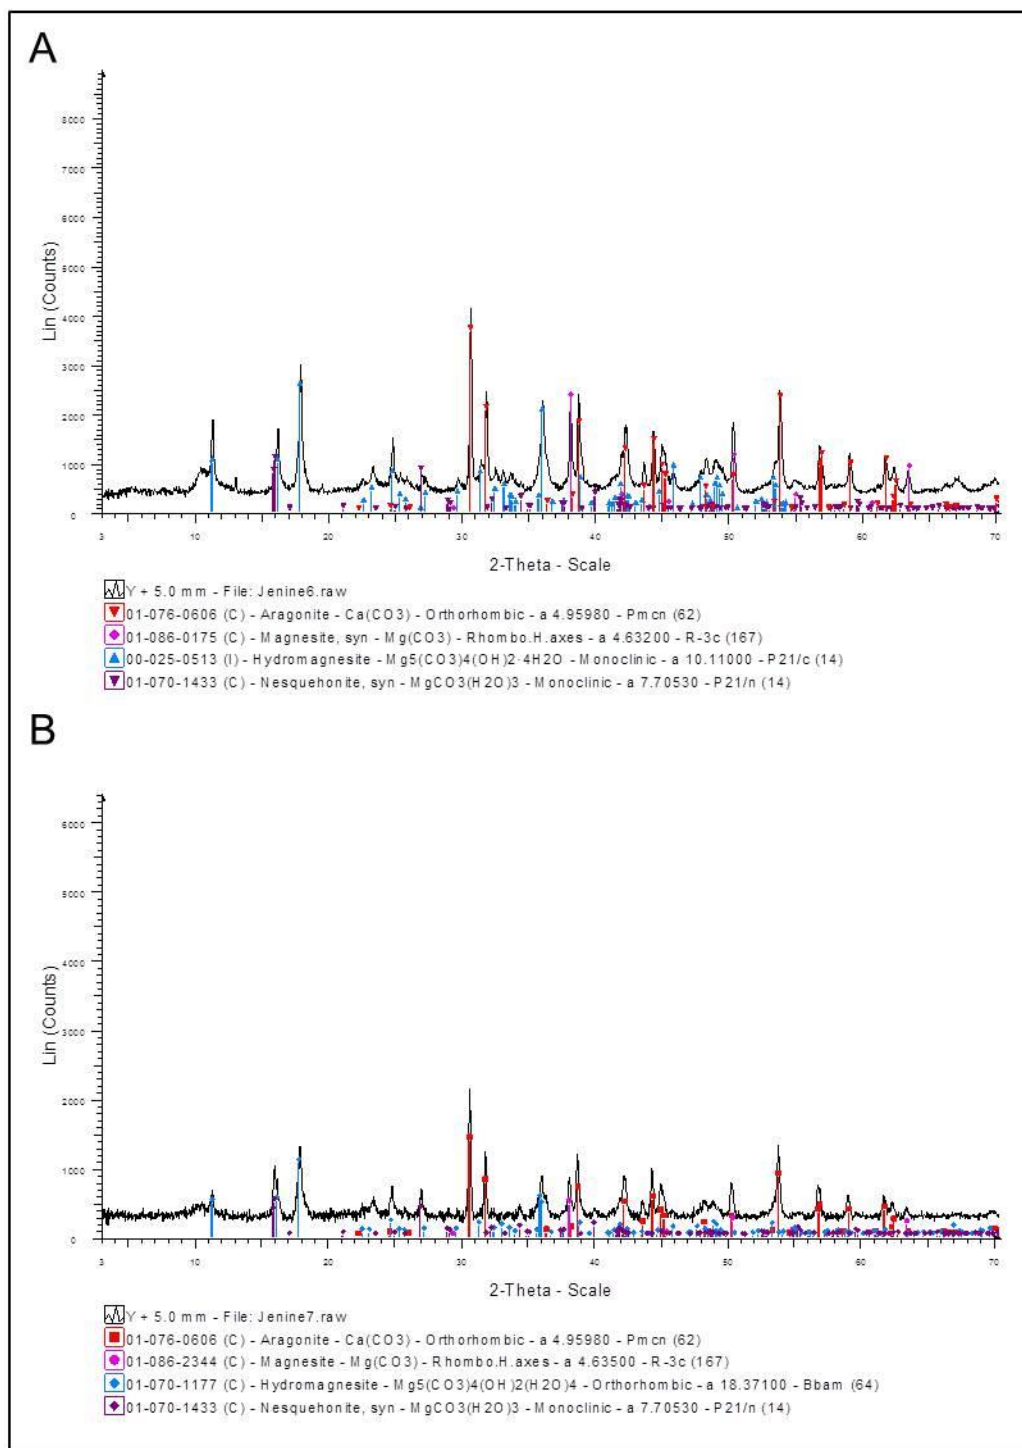 A
Lin (Counts)
8000
7000
6000
5000
4000
3000
2000
1000
0
3 10 20 30 40 50 60 70
2-Theta - Scale
Y + 5.0 mm - File: Jenine6.raw
01-076-0606 (C) - Aragonite - Ca(CO3) - Orthorhombic - a 4.95980 - Pmcn (62)
01-086-0175 (C) - Magnesite, syn - Mg(CO3) - Rhombo.H.axes - a 4.63200 - R-3c (167)
00-025-0513 (I) - Hydromagnesite - Mg5(CO3)4(OH)2·4H2O - Monoclinic - a 10.11000 - P21/c (14)
01-070-1433 (C) - Nesquehonite, syn - MgCO3(H2O)3 - Monoclinic - a 7.70530 - P21/n (14)
B
Lin (Counts)
6000
5000
4000
3000
2000
1000
0
3 10 20 30 40 50 60 70
2-Theta - Scale
Y + 5.0 mm - File: Jenine7.raw
01-076-0606 (C) - Aragonite - Ca(CO3) - Orthorhombic - a 4.95980 - Pmcn (62)
01-086-2344 (C) - Magnesite - Mg(CO3) - Rhombo.H.axes - a 4.63500 - R-3c (167)
01-070-1177 (C) - Hydromagnesite - Mg5(CO3)4(OH)2(H2O)4 - Orthorhombic - a 18.37100 - Bbam (64)
01-070-1433 (C) - Nesquehonite, syn - MgCO3(H2O)3 - Monoclinic - a 7.70530 - P21/n (14)